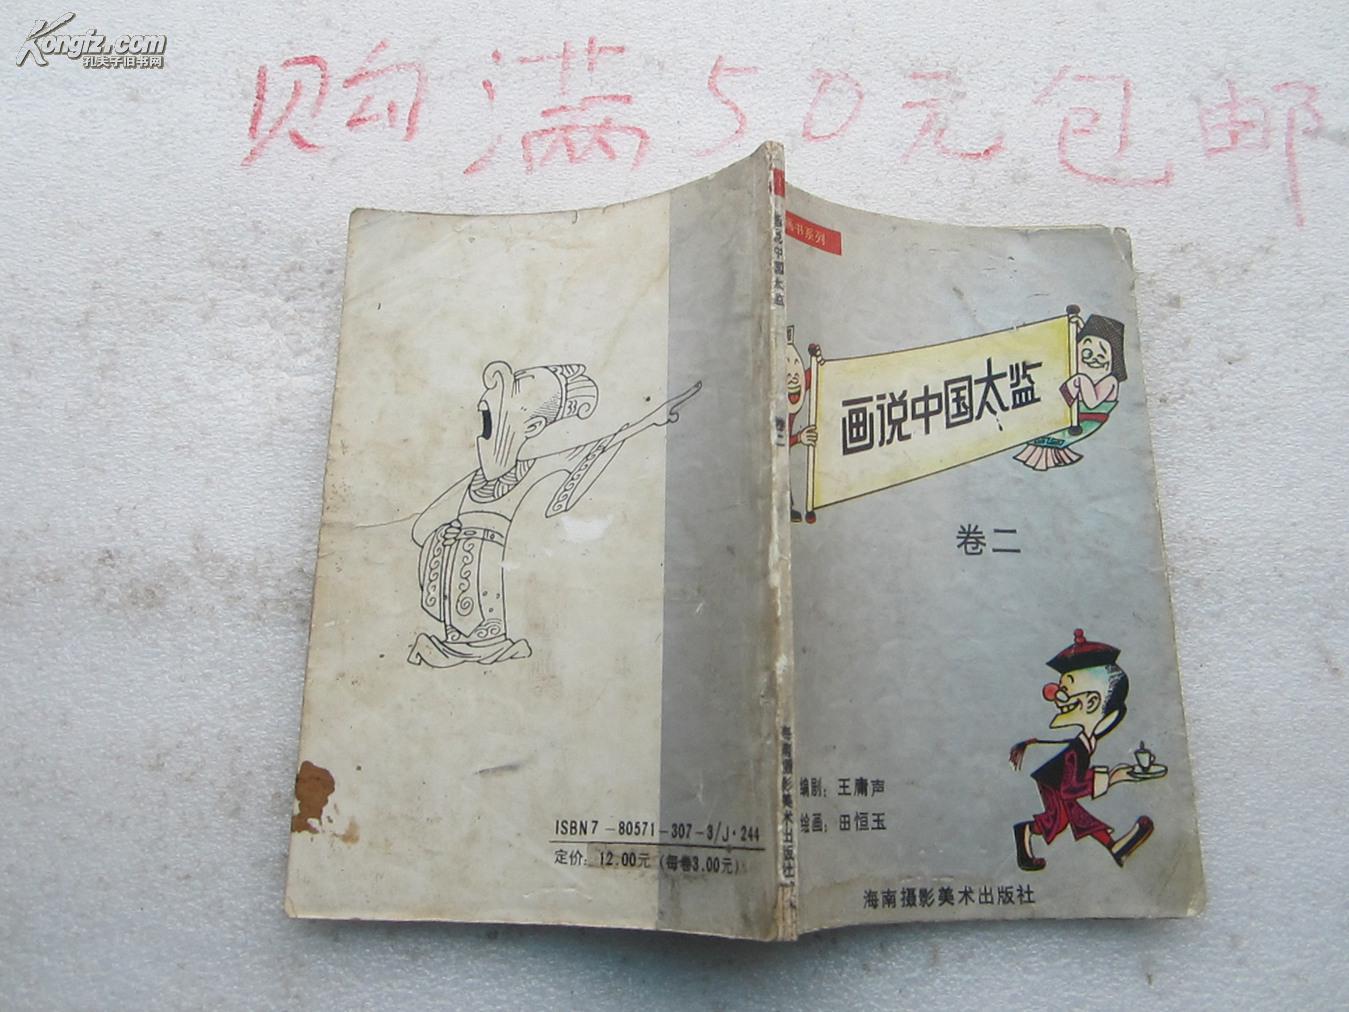 Kongfz.com
孔夫子旧书网
购满50元包邮
书系列
画说中国太监
卷二
编剧：王庸声
绘画：田恒玉
海南摄影美术出版社
画说中国太监
卷二
海南摄影美术出版社
ISBN7-80571-307-3/J·244
定价：12.00元（每卷3.00元）